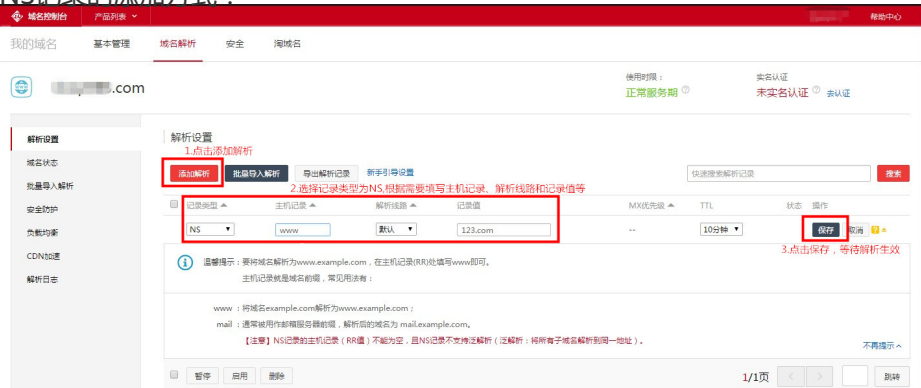 NS记录的添加方式：
域名控制台 产品列表 帮助中心
我的域名 基本管理 域名解析 安全 淘域名
使用时限： 实名认证
.com 正常服务期 未实名认证 去认证
解析设置 解析设置
1.点击添加解析
域名状态
添加解析 批量导入解析 导出解析记录 新手引导设置 快速搜索解析记录 搜索
批量导入解析
2.选择记录类型为NS,根据需要填写主机记录、解析线路和记录值等
安全防护 记录类型 主机记录 解析线路 记录值 MX优先级 TTL 状态 操作
负载均衡 NS www 默认 123.com -- 10分钟 保存 取消
3.点击保存，等待解析生效
CDN加速
温馨提示：要将域名解析为www.example.com，在主机记录(RR)处填写www即可。
解析日志 主机记录就是域名前缀，常见用法有：
www ：将域名example.com解析为www.example.com；
mail ：通常被用作邮箱服务器前缀，解析后的域名为 mail.example.com。
【注意】NS记录的主机记录（RR值）不能为空，且NS记录不支持泛解析（泛解析：将所有子域名解析到同一地址）。
不再提示
暂停 启用 删除 1/1页 < > 跳转